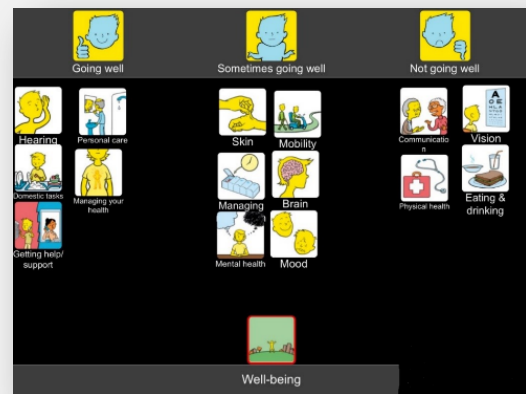 Going well
Sometimes going well
Not going well
Hearing
Personal care
Skin
Mobility
Communicatio
n
Vision
Domestic tasks
Managing your
health
Managing
Brain
Physical health
Eating &
drinking
Getting help/
support
Mental health
Mood
Well-being